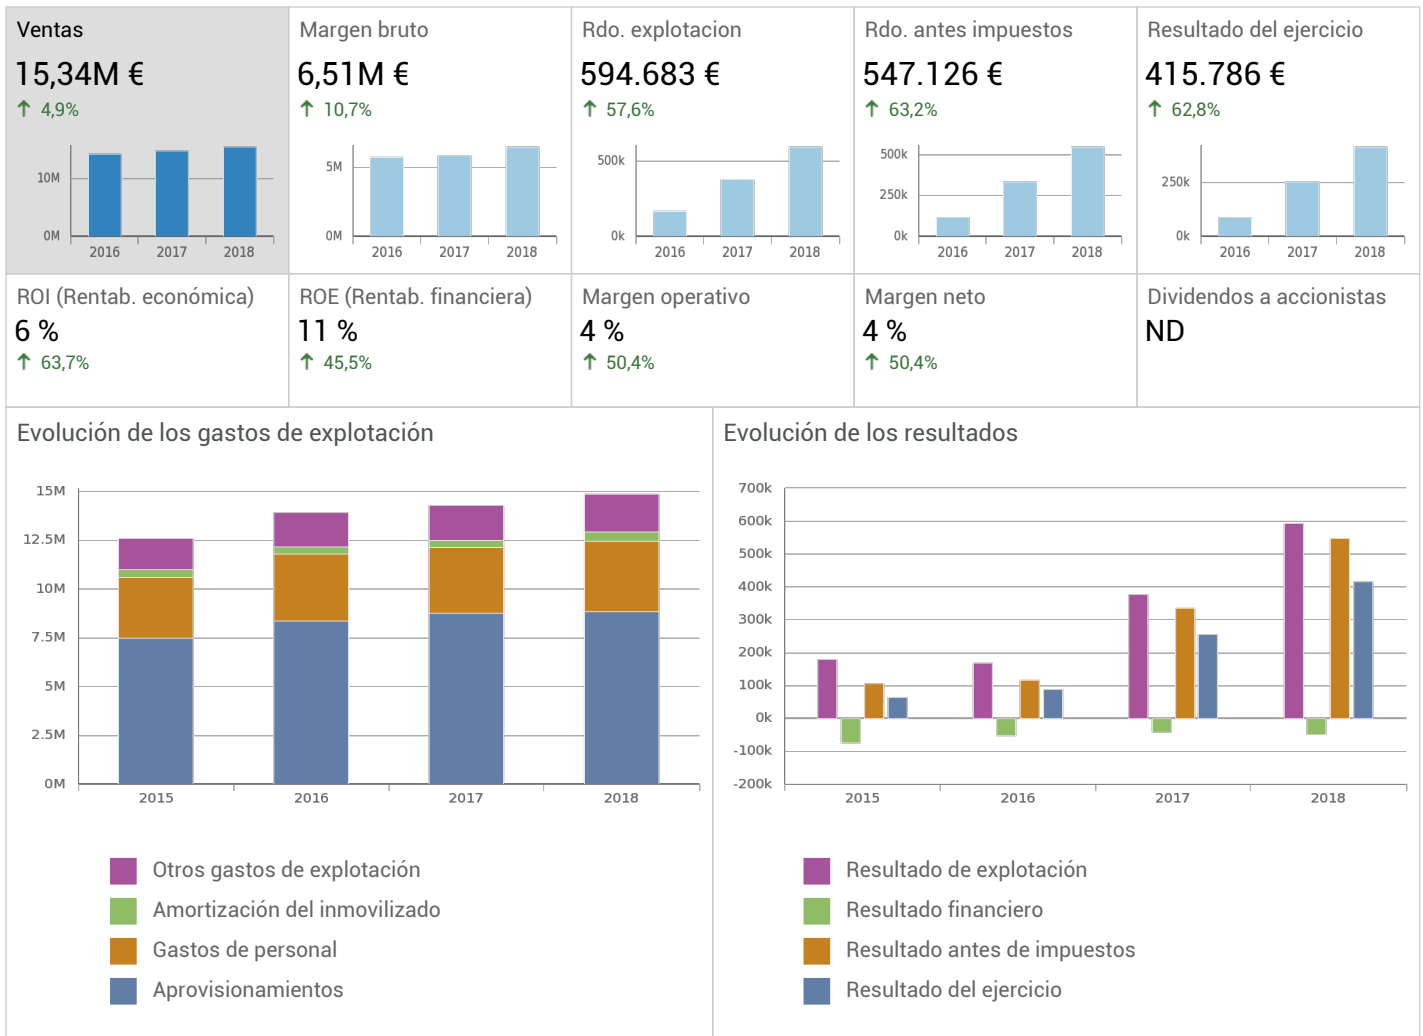 Ventas
15,34M €
↑ 4,9%
10M
0M
2016 2017 2018
Margen bruto
6,51M €
↑ 10,7%
5M
0M
2016 2017 2018
Rdo. explotacion
594.683 €
↑ 57,6%
500k
0k
2016 2017 2018
Rdo. antes impuestos
547.126 €
↑ 63,2%
500k
250k
0k
2016 2017 2018
Resultado del ejercicio
415.786 €
↑ 62,8%
250k
0k
2016 2017 2018
ROI (Rentab. económica)
6 %
↑ 63,7%
ROE (Rentab. financiera)
11 %
↑ 45,5%
Margen operativo
4 %
↑ 50,4%
Margen neto
4 %
↑ 50,4%
Dividendos a accionistas
ND
Evolución de los gastos de explotación
15M
12.5M
10M
7.5M
5M
2.5M
0M
2015 2016 2017 2018
Otros gastos de explotación
Amortización del inmovilizado
Gastos de personal
Aprovisionamientos
Evolución de los resultados
700k
600k
500k
400k
300k
200k
100k
0k
-100k
-200k
2015 2016 2017 2018
Resultado de explotación
Resultado financiero
Resultado antes de impuestos
Resultado del ejercicio